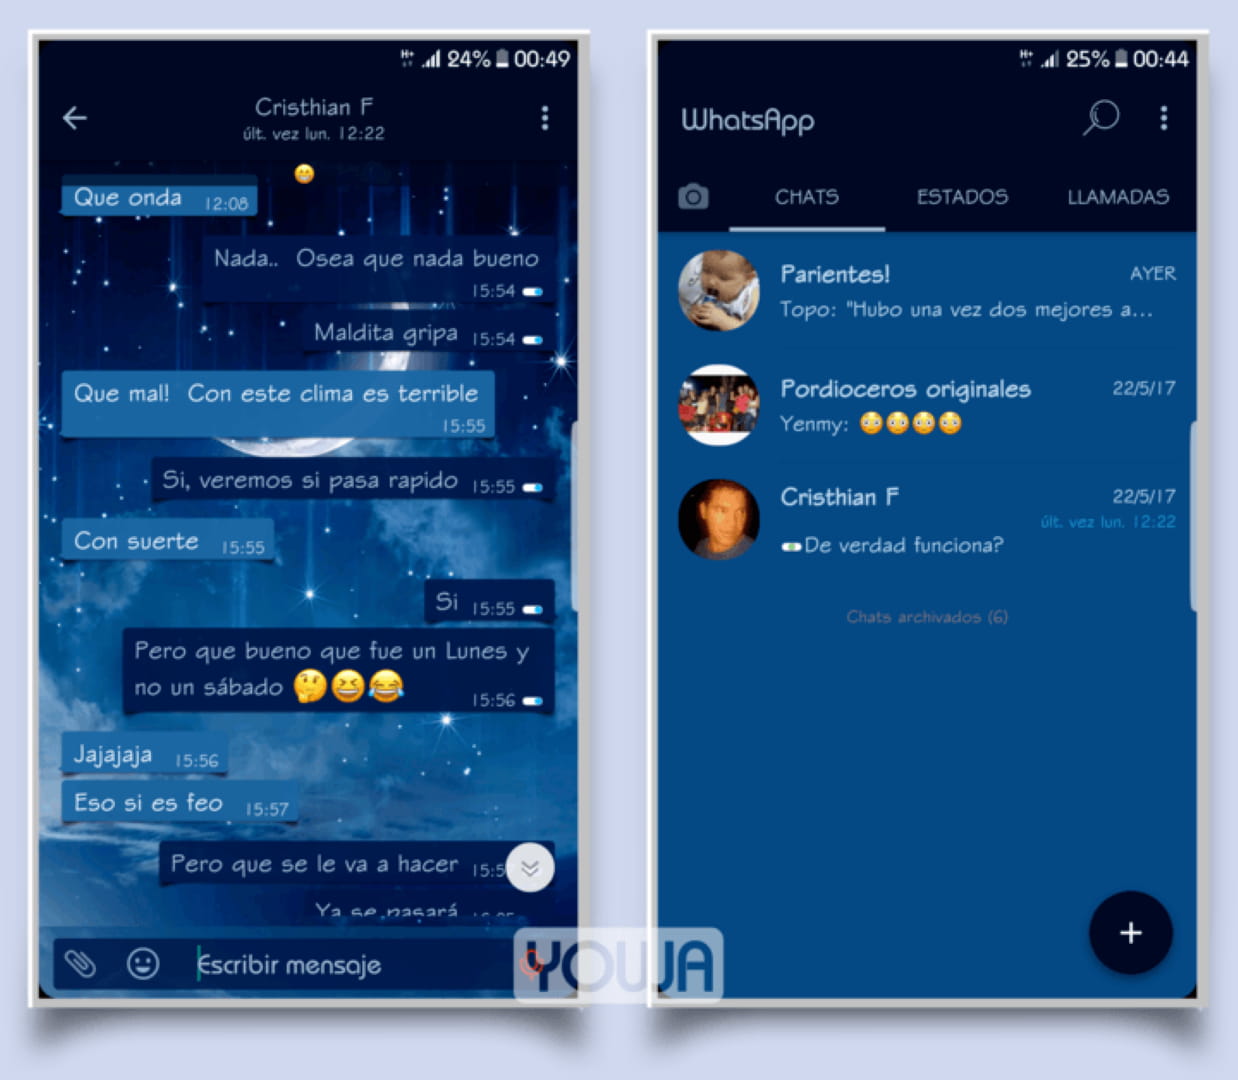 24% 00:49
Cristhian F
últ. vez lun. 12:22
Que onda 12:08
Nada.. Osea que nada bueno
15:54
Maldita gripa 15:54
Que mal! Con este clima es terrible
15:55
Si, veremos si pasa rapido 15:55
Con suerte 15:55
Si 15:55
Pero que bueno que fue un Lunes y
no un sábado 15:56
Jajajaja 15:56
Eso si es feo 15:57
Pero que se le va a hacer
Ya se pasará
Escribir mensaje
H+ 25% 00:44
WhatsApp
CHATS ESTADOS LLAMADAS
Parientes! AYER
Topo: "Hubo una vez dos mejores a...
Pordioceros originales 22/5/17
Yenmy:
Cristhian F 22/5/17
últ. vez lun. 12:22
De verdad funciona?
Chats archivados (6)
YOWA